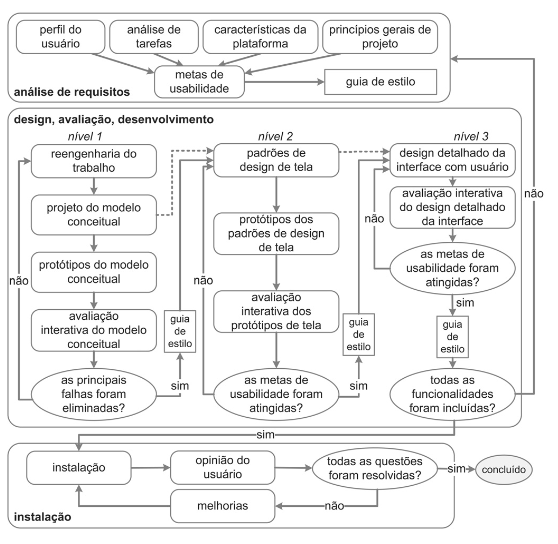 perfil do
usuário
análise de
tarefas
características da
plataforma
princípios gerais de
projeto
metas de
usabilidade
guia de estilo
análise de requisitos
design, avaliação, desenvolvimento
nível 1
reengenharia do
trabalho
projeto do modelo
conceitual
protótipos do modelo
conceitual
avaliação
interativa do modelo
conceitual
as principais
falhas foram
eliminadas?
não
sim
guia
de
estilo
nível 2
padrões de
design de tela
protótipos dos
padrões de design
de tela
avaliação
interativa dos
protótipos de tela
as metas de
usabilidade foram
atingidas?
não
sim
guia
de
estilo
nível 3
design detalhado da
interface com usuário
avaliação interativa
do design detalhado
da interface
as metas de
usabilidade foram
atingidas?
não
sim
guia
de
estilo
todas as
funcionalidades
foram incluídas?
não
sim
instalação
opinião do
usuário
todas as questões
foram resolvidas?
sim
concluído
não
melhorias
instalação